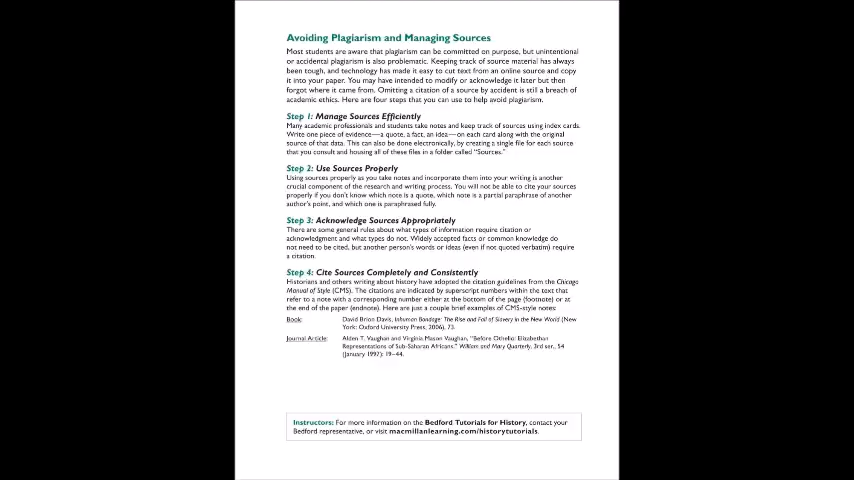 Avoiding Plagiarism and Managing Sources
Most students are aware that plagiarism can be committed on purpose, but unintentional
or accidental plagiarism is also problematic. Keeping track of source material has always
been tough, and technology has made it easy to cut text from an online source and copy
it into your paper. You may have intended to modify or acknowledge it later but then
forgot where it came from. Omitting a citation of a source by accident is still a breach of
academic ethics. Here are four steps that you can use to help avoid plagiarism.
Step 1: Manage Sources Efficiently
Many academic professionals and students take notes and keep track of sources using index cards.
Write one piece of evidence—a quote, a fact, an idea—on each card along with the original
source of that data. This can also be done electronically, by creating a single file for each source
that you consult and housing all of these files in a folder called "Sources."
Step 2: Use Sources Properly
Using sources properly as you take notes and incorporate them into your writing is another
crucial component of the research and writing process. You will not be able to cite your sources
properly if you don't know which note is a quote, which note is a partial paraphrase of another
author's point, and which one is paraphrased fully.
Step 3: Acknowledge Sources Appropriately
There are some general rules about what types of information require citation or
acknowledgment and what types do not. Widely accepted facts or common knowledge do
not need to be cited, but another person's words or ideas (even if not quoted verbatim) require
a citation.
Step 4: Cite Sources Completely and Consistently
Historians and others writing about history have adopted the citation guidelines from the Chicago
Manual of Style (CMS). The citations are indicated by superscript numbers within the text that
refer to a note with a corresponding number either at the bottom of the page (footnote) or at
the end of the paper (endnote). Here are just a couple brief examples of CMS-style notes:
Book: David Brion Davis, Inhuman Bondage: The Rise and Fall of Slavery in the New World (New
York: Oxford University Press, 2006), 73.
Journal Article: Alden T. Vaughan and Virginia Mason Vaughan, "Before Othello: Elizabethan
Representations of Sub-Saharan Africans," William and Mary Quarterly, 3rd ser., 54
(January 1997): 19–44.
Instructors: For more information on the Bedford Tutorials for History, contact your
Bedford representative, or visit macmillanlearning.com/historytutorials.